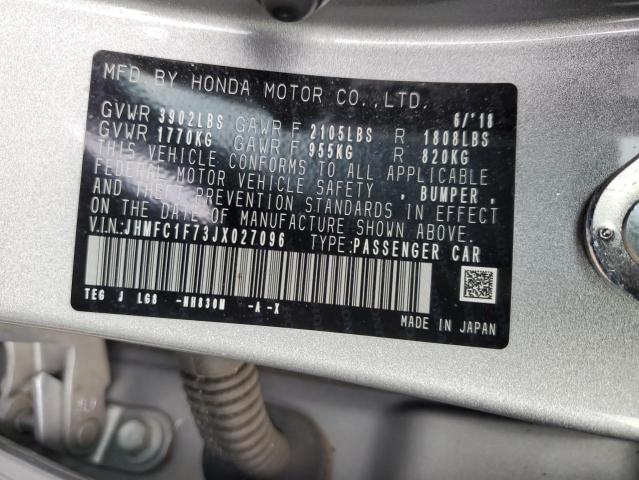 MFD BY HONDA MOTOR CO.,LTD. 6/'18
GVWR 3902LBS GAWR F 2105LBS R 1808LBS
GVWR 1770KG GAWR F 955KG R 820KG
THIS VEHICLE CONFORMS TO ALL APPLICABLE
FEDERAL MOTOR VEHICLE SAFETY , BUMPER ,
AND THEFT PREVENTION STANDARDS IN EFFECT
ON THE DATE OF MANUFACTURE SHOWN ABOVE.
V.I.N:JHMFC1F73JX027096 TYPE:PASSENGER CAR
TEG J LG8 -NH830M -A -X
MADE IN JAPAN